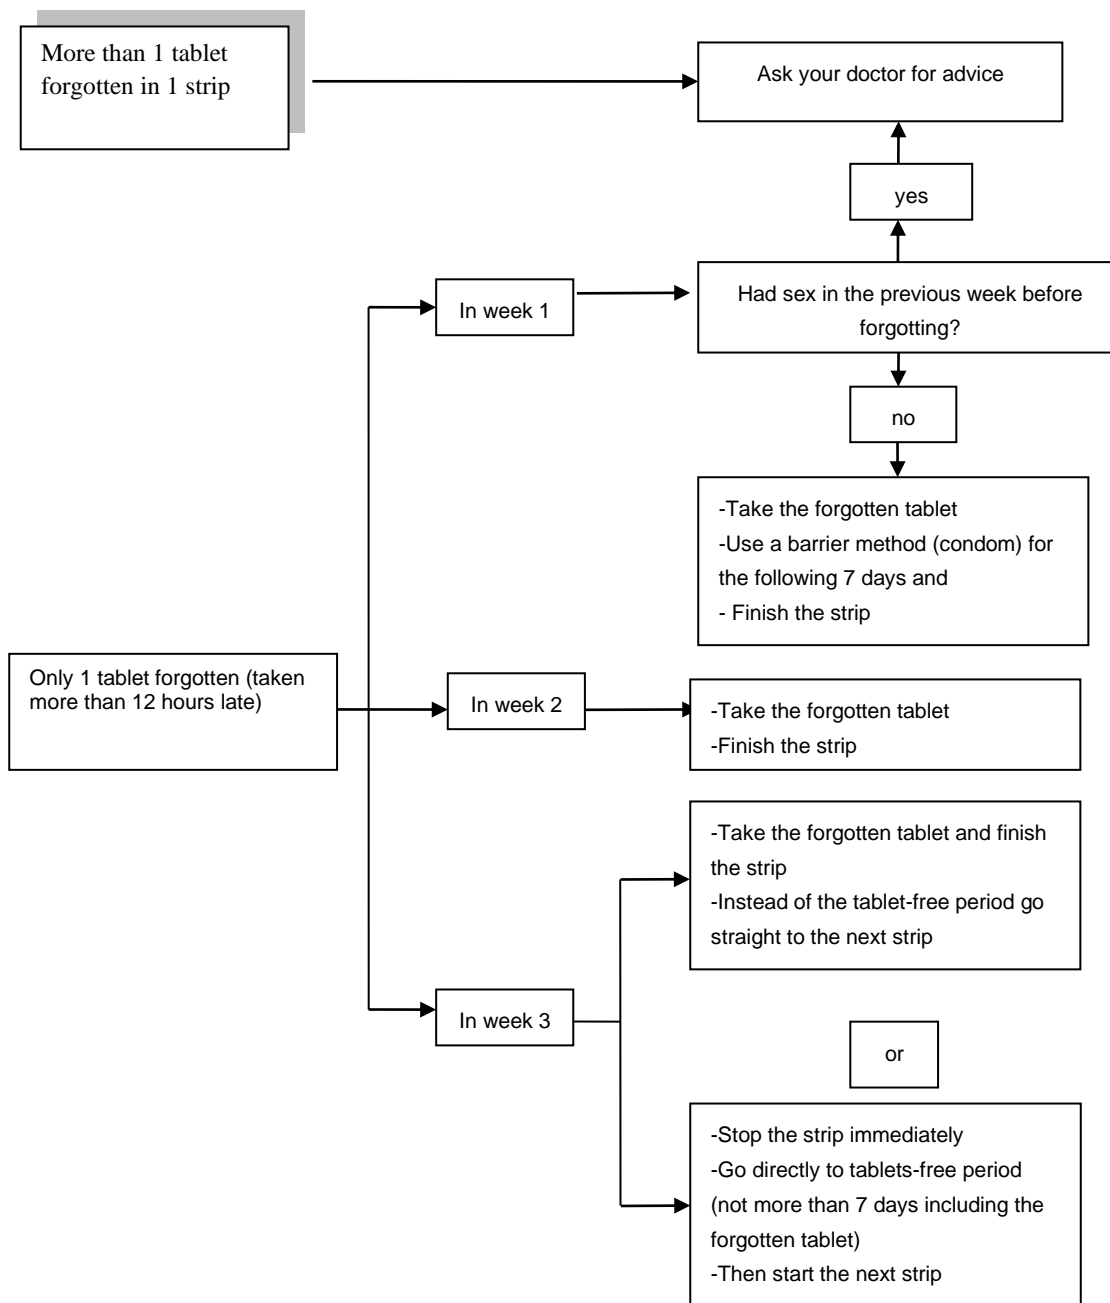 More than 1 tablet
forgotten in 1 strip
Ask your doctor for advice
yes
In week 1
Had sex in the previous week before
forgotting?
no
-Take the forgotten tablet
-Use a barrier method (condom) for
the following 7 days and
- Finish the strip
Only 1 tablet forgotten (taken
more than 12 hours late)
In week 2
-Take the forgotten tablet
-Finish the strip
-Take the forgotten tablet and finish
the strip
-Instead of the tablet-free period go
straight to the next strip
In week 3
or
-Stop the strip immediately
-Go directly to tablets-free period
(not more than 7 days including the
forgotten tablet)
-Then start the next strip